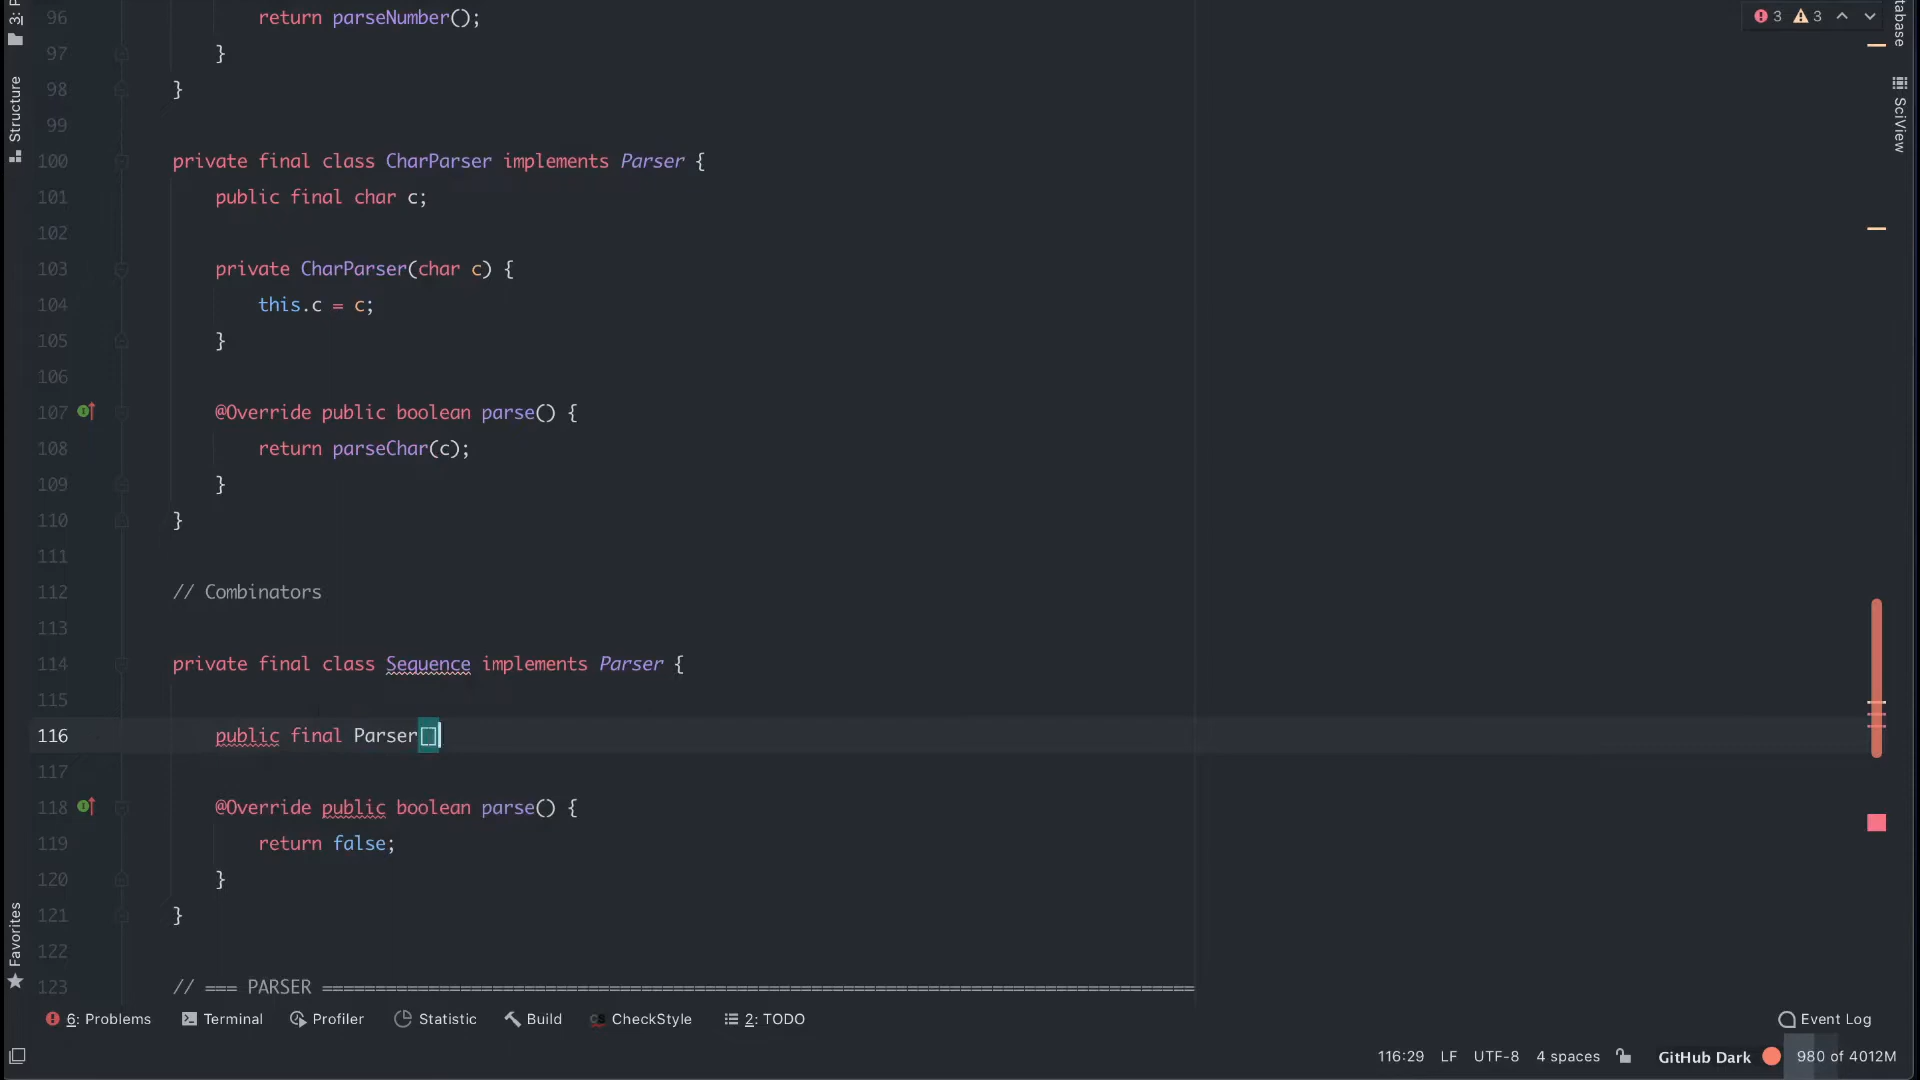 96 return parseNumber();
97 }
98 }
99
100 private final class CharParser implements Parser {
101 public final char c;
102
103 private CharParser(char c) {
104 this.c = c;
105 }
106
107 @Override public boolean parse() {
108 return parseChar(c);
109 }
110 }
111
112 // Combinators
113
114 private final class Sequence implements Parser {
115
116 public final Parser[]
117
118 @Override public boolean parse() {
119 return false;
120 }
121 }
122
123 // === PARSER ==================================================================================
3:
Structure
Favorites
3 3
tabase
SciView
6: Problems Terminal Profiler Statistic Build CheckStyle 2: TODO Event Log
116:29 LF UTF-8 4 spaces GitHub Dark 980 of 4012M